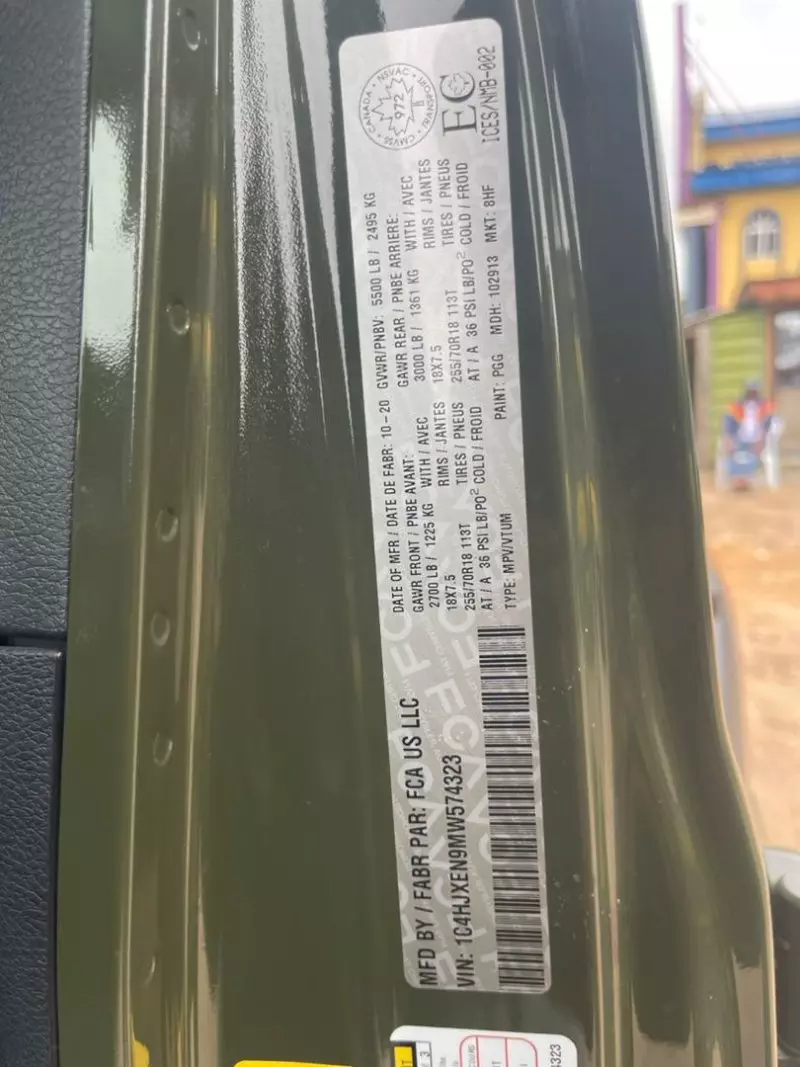 MFD BY / FABR PAR: FCA US LLC
VIN: 1C4HJXEN9MW574323
DATE OF MFR / DATE DE FABR: 10-20 GVWR/PNBV: 5500 LB / 2495 KG
GAWR FRONT / PNBE AVANT: GAWR REAR / PNBE ARRIERE:
2700 LB / 1225 KG WITH / AVEC 3000 LB / 1361 KG WITH / AVEC
18X7.5 RIMS / JANTES 18X7.5 RIMS / JANTES
255/70R18 113T TIRES / PNEUS 255/70R18 113T TIRES / PNEUS
AT / A 36 PSI LB/PO² COLD / FROID AT / A 36 PSI LB/PO² COLD / FROID
TYPE: MPV/VTUM PAINT: PGG MDH: 102913 MKT: 8HF
CANADA • NSVAC • TRANSPORT • CMVSS
972
B
EC
ICES/NMB-002
3
4323